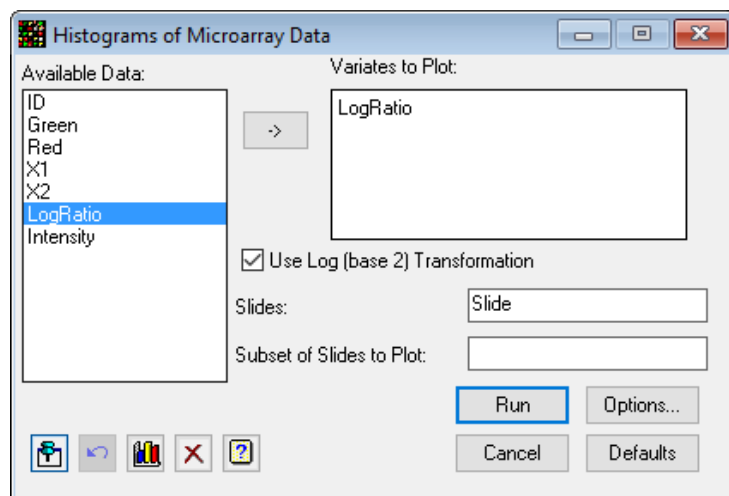 Histograms of Microarray Data
Available Data:
ID
Green
Red
X1
X2
LogRatio
Intensity
->
Variates to Plot:
LogRatio
Use Log (base 2) Transformation
Slides:
Slide
Subset of Slides to Plot:
Run
Options...
Cancel
Defaults
?